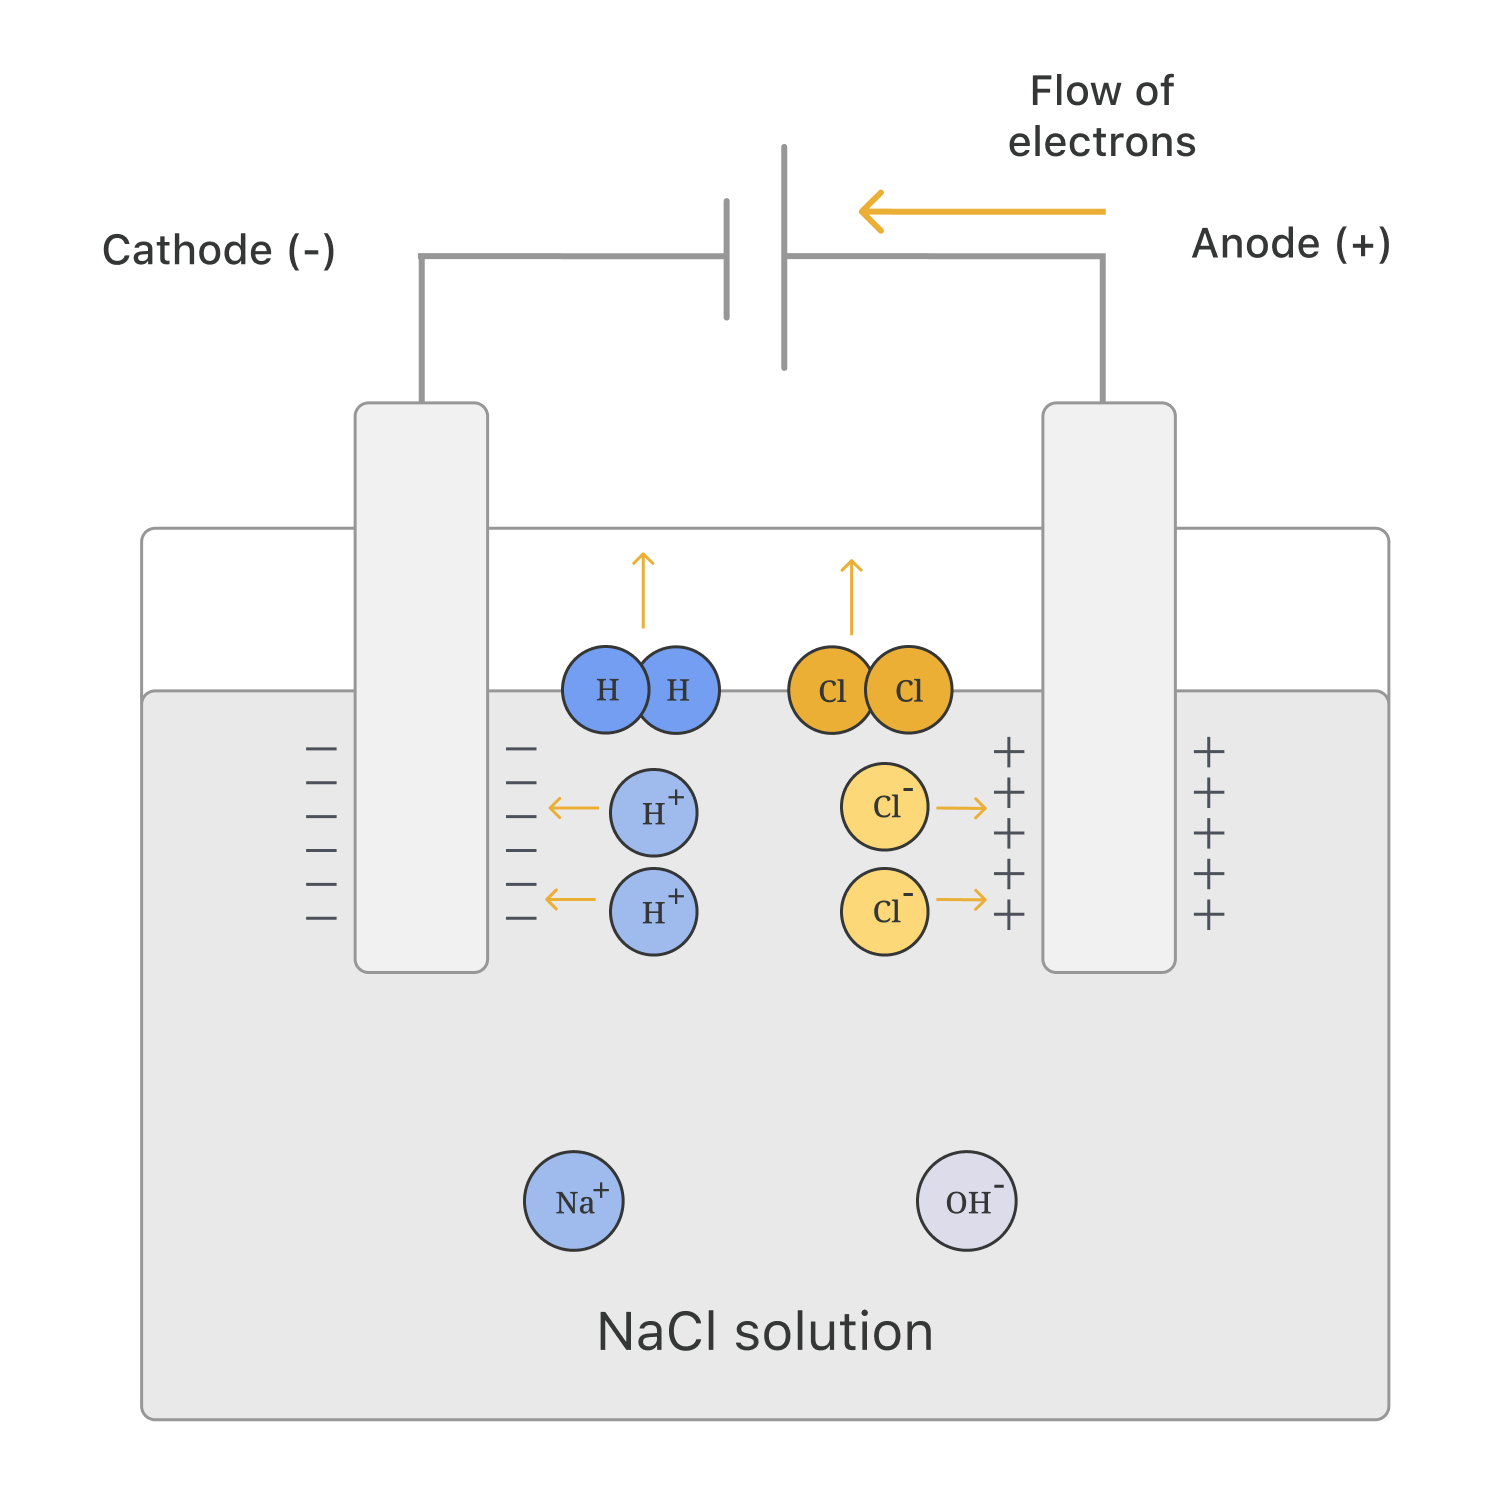 Flow of
electrons
Cathode (-)
Anode (+)
H H
Cl Cl
H+
Cl-
H+
Cl-
Na+
OH-
NaCl solution